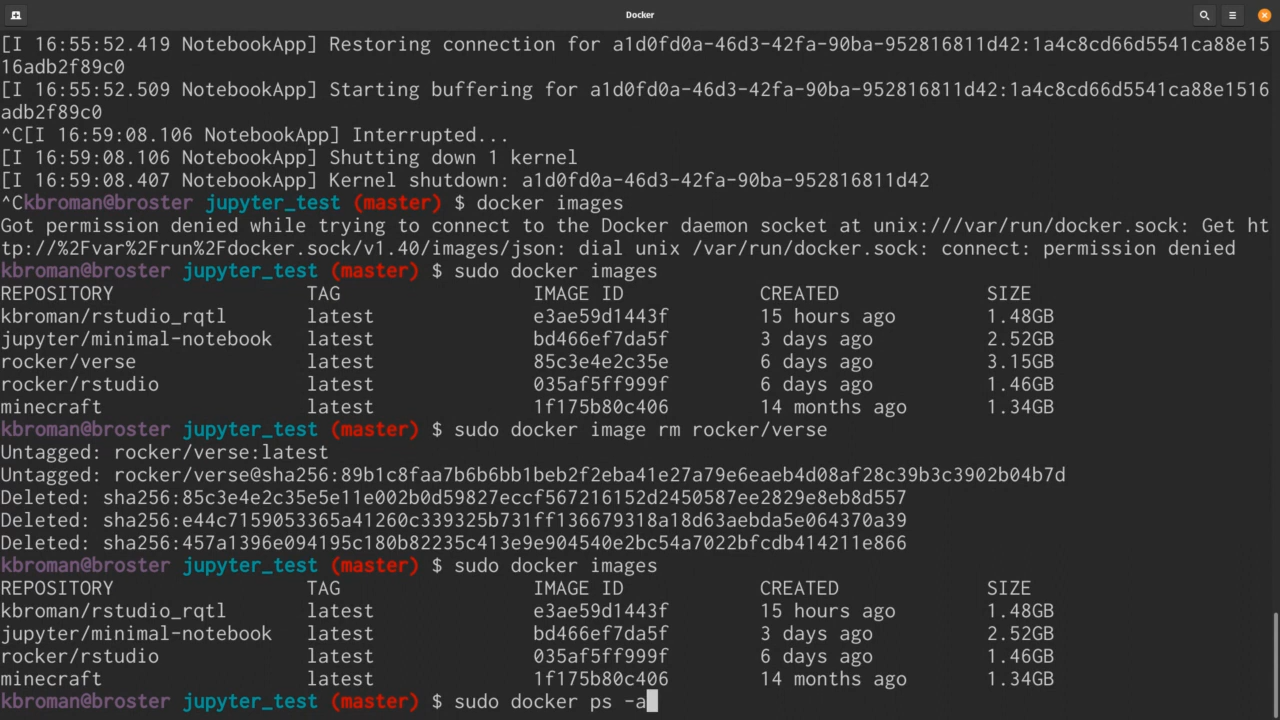 Docker
[I 16:55:52.419 NotebookApp] Restoring connection for a1d0fd0a-46d3-42fa-90ba-952816811d42:1a4c8cd66d5541ca88e15
16adb2f89c0
[I 16:55:52.509 NotebookApp] Starting buffering for a1d0fd0a-46d3-42fa-90ba-952816811d42:1a4c8cd66d5541ca88e1516
adb2f89c0
^C[I 16:59:08.106 NotebookApp] Interrupted...
[I 16:59:08.106 NotebookApp] Shutting down 1 kernel
[I 16:59:08.407 NotebookApp] Kernel shutdown: a1d0fd0a-46d3-42fa-90ba-952816811d42
^Ckbroman@broster jupyter_test (master) $ docker images
Got permission denied while trying to connect to the Docker daemon socket at unix:///var/run/docker.sock: Get ht
tp://%2Fvar%2Frun%2Fdocker.sock/v1.40/images/json: dial unix /var/run/docker.sock: connect: permission denied
kbroman@broster jupyter_test (master) $ sudo docker images
REPOSITORY TAG IMAGE ID CREATED SIZE
kbroman/rstudio_rqtl latest e3ae59d1443f 15 hours ago 1.48GB
jupyter/minimal-notebook latest bd466ef7da5f 3 days ago 2.52GB
rocker/verse latest 85c3e4e2c35e 6 days ago 3.15GB
rocker/rstudio latest 035af5ff999f 6 days ago 1.46GB
minecraft latest 1f175b80c406 14 months ago 1.34GB
kbroman@broster jupyter_test (master) $ sudo docker image rm rocker/verse
Untagged: rocker/verse:latest
Untagged: rocker/verse@sha256:89b1c8faa7b6b6bb1beb2f2eba41e27a79e6eaeb4d08af28c39b3c3902b04b7d
Deleted: sha256:85c3e4e2c35e5e11e002b0d59827eccf567216152d2450587ee2829e8eb8d557
Deleted: sha256:e44c7159053365a41260c339325b731ff136679318a18d63aebda5e064370a39
Deleted: sha256:457a1396e094195c180b82235c413e9e904540e2bc54a7022bfcdb414211e866
kbroman@broster jupyter_test (master) $ sudo docker images
REPOSITORY TAG IMAGE ID CREATED SIZE
kbroman/rstudio_rqtl latest e3ae59d1443f 15 hours ago 1.48GB
jupyter/minimal-notebook latest bd466ef7da5f 3 days ago 2.52GB
rocker/rstudio latest 035af5ff999f 6 days ago 1.46GB
minecraft latest 1f175b80c406 14 months ago 1.34GB
kbroman@broster jupyter_test (master) $ sudo docker ps -a